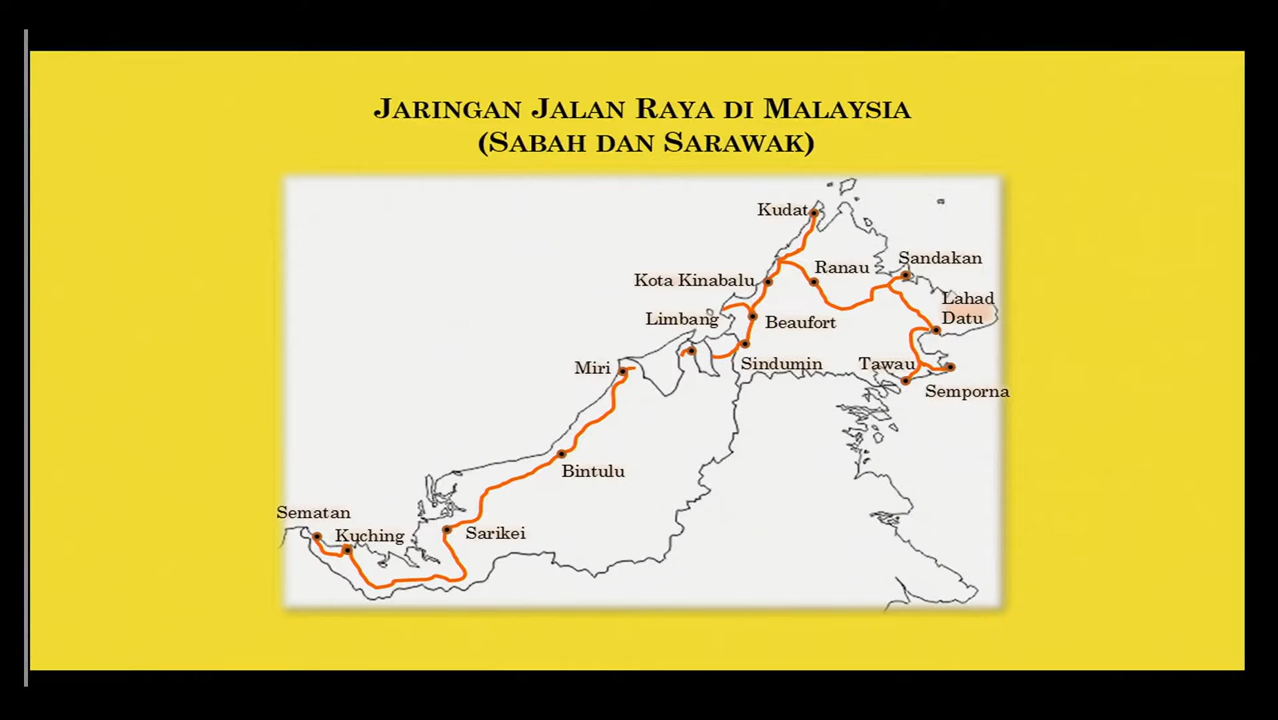 JARINGAN JALAN RAYA DI MALAYSIA
(SABAH DAN SARAWAK)
Kudat
Sandakan
Ranau
Kota Kinabalu
Lahad
Datu
Limbang
Beaufort
Sindumin
Tawau
Miri
Semporna
Bintulu
Sematan
Kuching
Sarikei